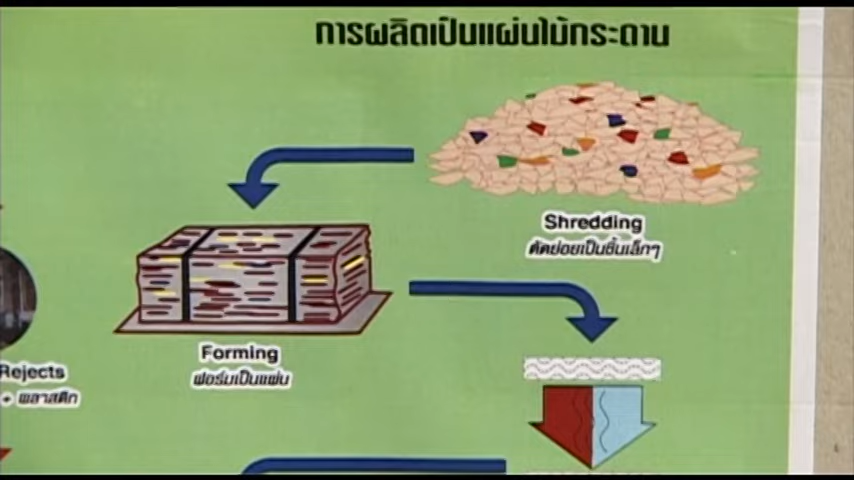 การผลิตเป็นแผ่นไม้กระดาน
Shredding
ตัดย่อยเป็นชิ้นเล็กๆ
Forming
ฟอร์มเป็นแผ่น
Rejects
+ พลาสติก